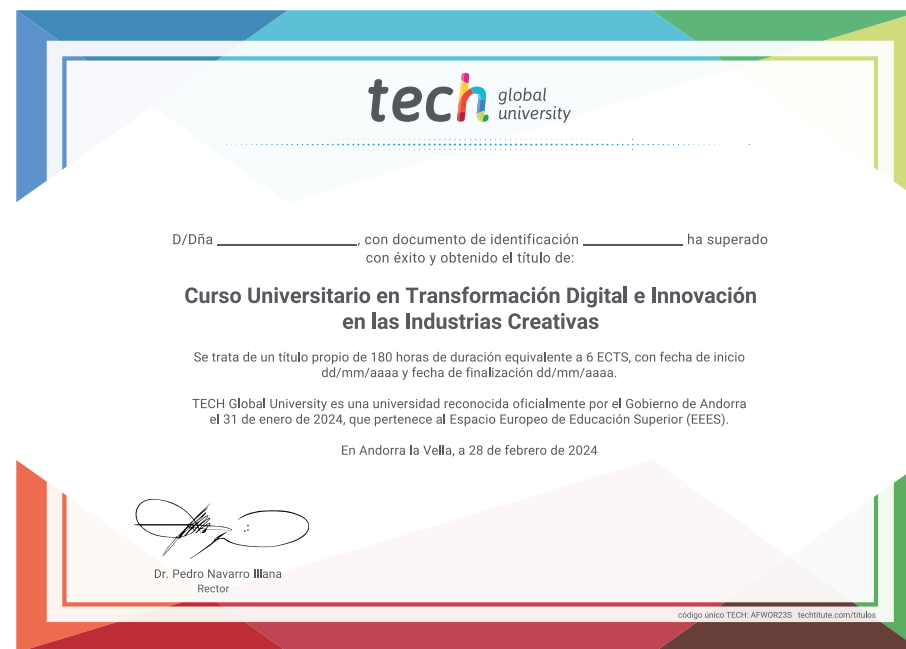 tech global university
D/Dña ____________________, con documento de identificación ______________ ha superado
con éxito y obtenido el título de:
Curso Universitario en Transformación Digital e Innovación
en las Industrias Creativas
Se trata de un título propio de 180 horas de duración equivalente a 6 ECTS, con fecha de inicio
dd/mm/aaaa y fecha de finalización dd/mm/aaaa.
TECH Global University es una universidad reconocida oficialmente por el Gobierno de Andorra
el 31 de enero de 2024, que pertenece al Espacio Europeo de Educación Superior (EEES).
En Andorra la Vella, a 28 de febrero de 2024
Dr. Pedro Navarro Illana
Rector
código único TECH: AFWOR23S techtitute.com/titulos